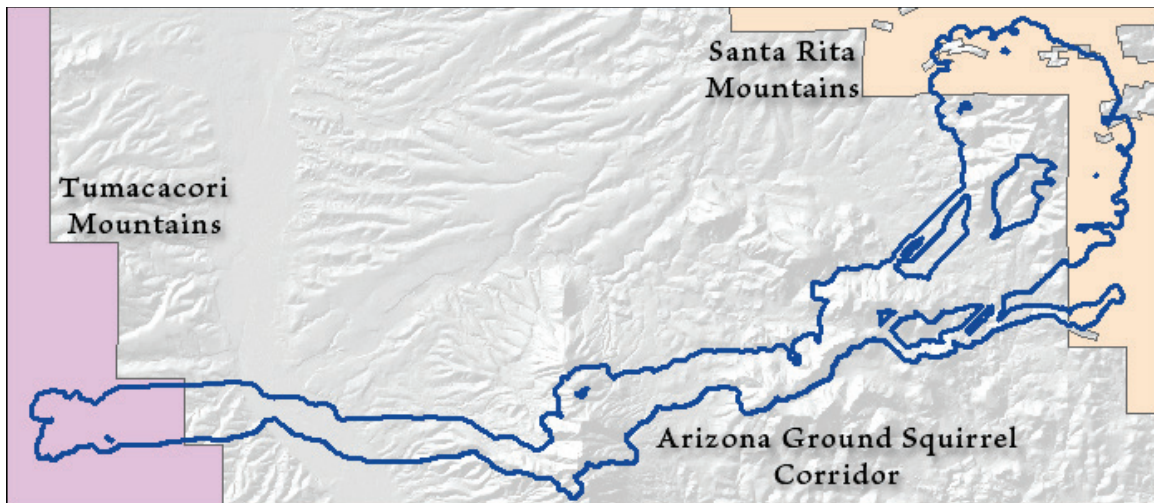 Santa Rita
Mountains
Tumacacori
Mountains
Arizona Ground Squirrel
Corridor